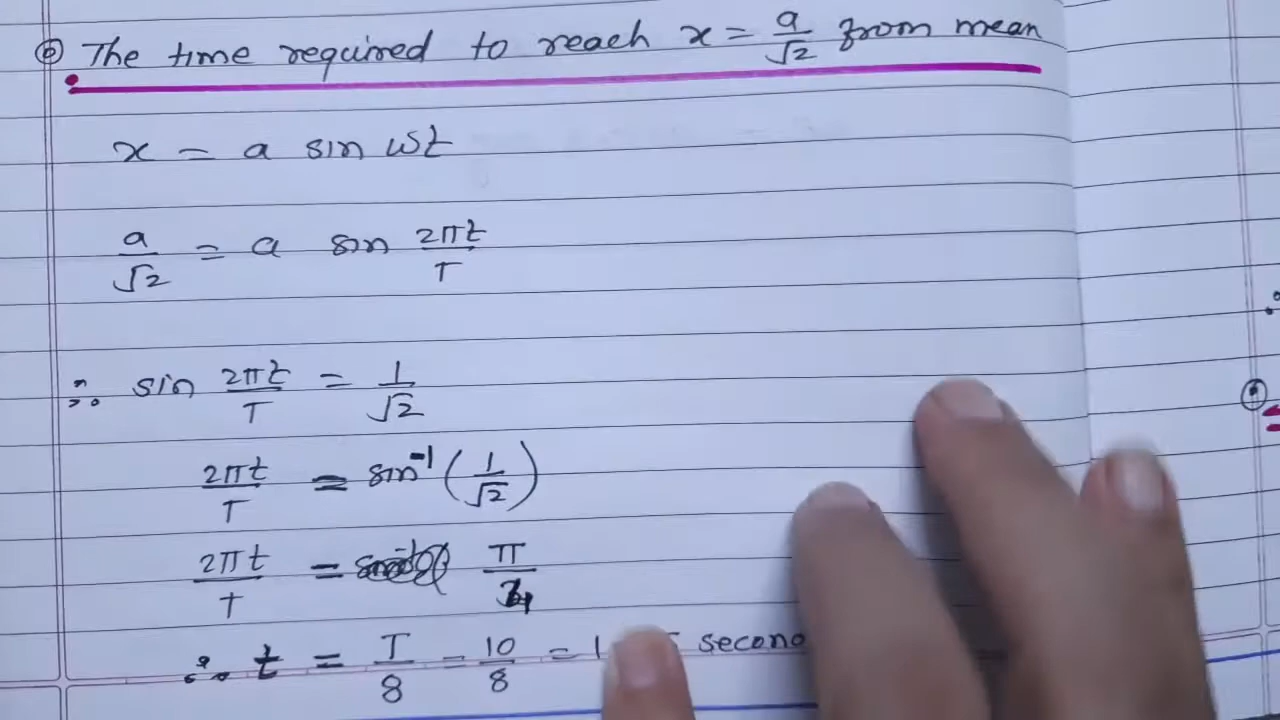 The time required to reach x = a/√2 from mean
x = a sin ωt
a/√2 = a sin 2πt/T
∴ sin 2πt/T = 1/√2
2πt/T = sin⁻¹(1/√2)
2πt/T = π/4
∴ t = T/8 = 10/8 =